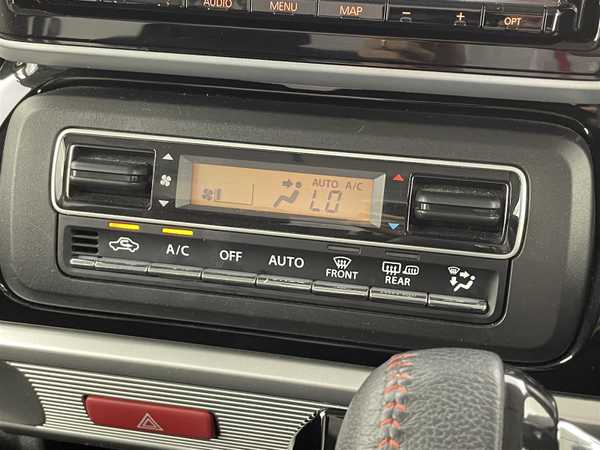 AUDIO MENU MAP - + OPT
AUTO A/C
LO
A/C OFF AUTO FRONT REAR